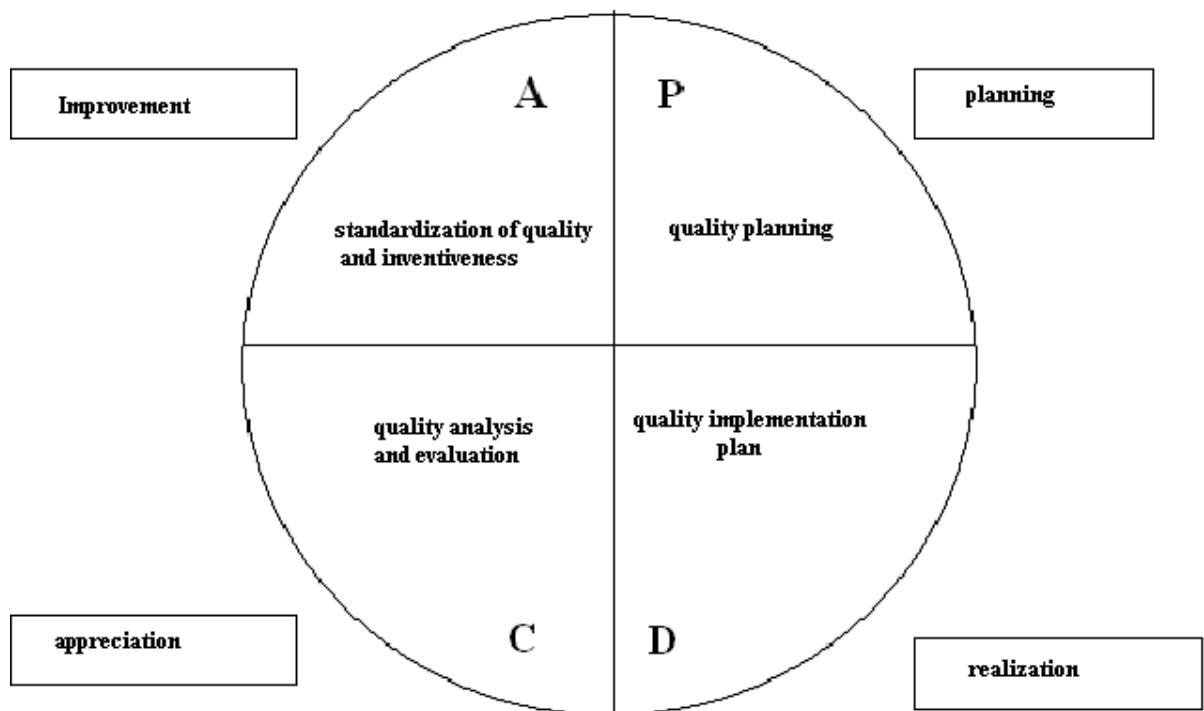 A
P
Improvement
planning
standardization of quality
and inventiveness
quality planning
quality analysis
and evaluation
quality implementation
plan
C
D
appreciation
realization